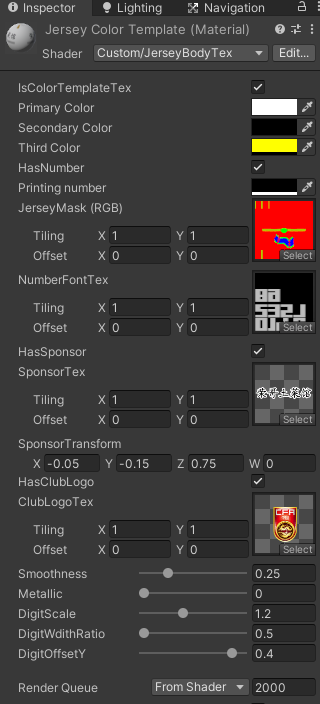 Inspector Lighting Navigation
Jersey Color Template (Material)
Shader Custom/JerseyBodyTex Edit...
IsColorTemplateTex
Primary Color
Secondary Color
Third Color
HasNumber
Printing number
JerseyMask (RGB)
Tiling X 1 Y 1
Offset X 0 Y 0
Select
NumberFontTex
Tiling X 1 Y 1
Offset X 0 Y 0
Select
HasSponsor
SponsorTex
Tiling X 1 Y 1
Offset X 0 Y 0
Select
SponsorTransform
X -0.05 Y -0.15 Z 0.75 W 0
HasClubLogo
ClubLogoTex
CFA
Tiling X 1 Y 1
Offset X 0 Y 0
Select
Smoothness 0.25
Metallic 0
DigitScale 1.2
DigitWdithRatio 0.5
DigitOffsetY 0.4
Render Queue From Shader 2000